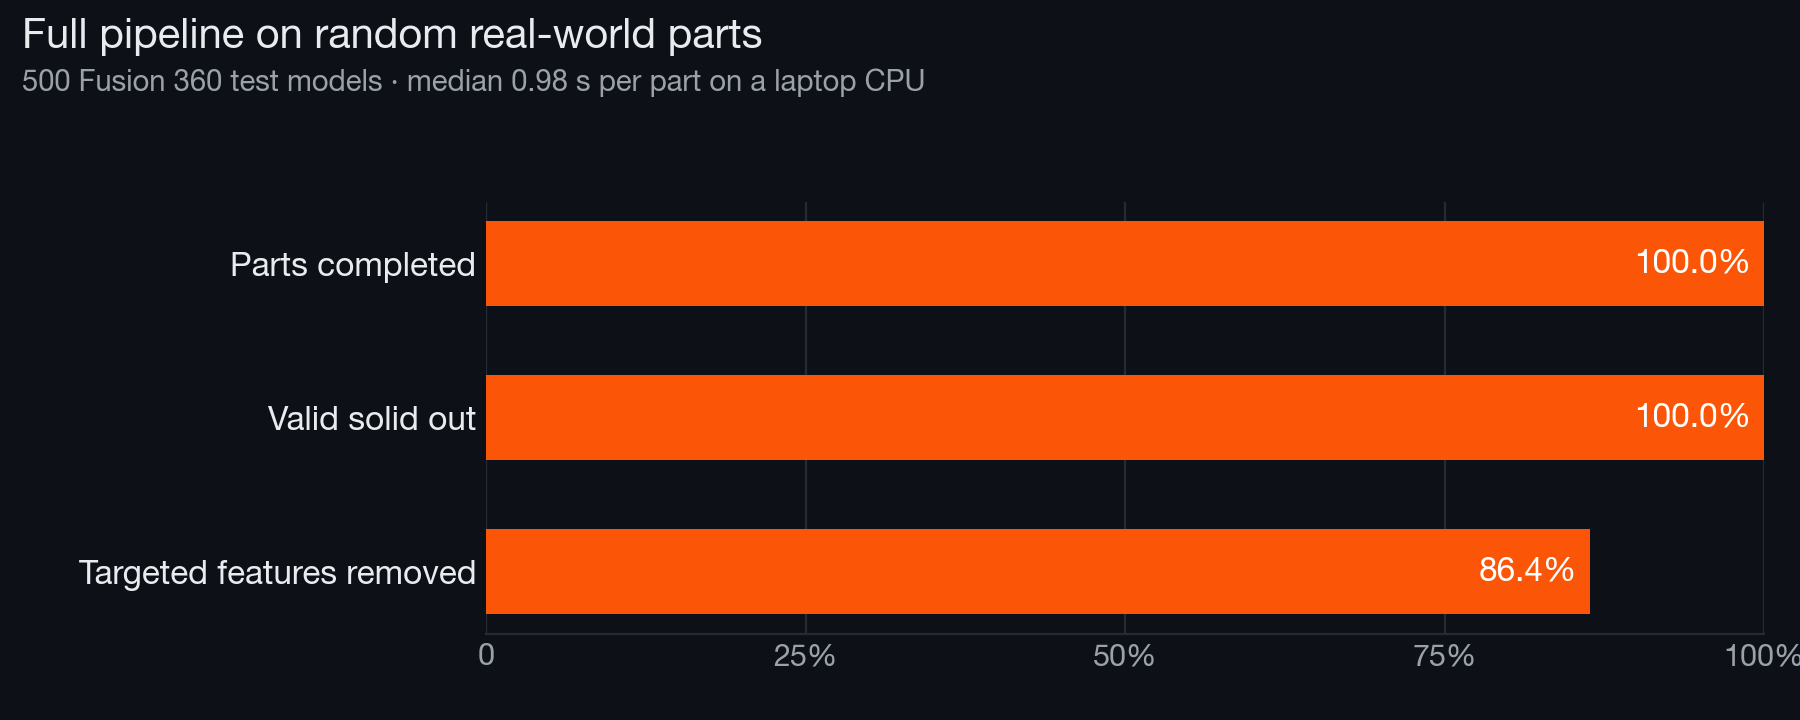 Full pipeline on random real-world parts
500 Fusion 360 test models · median 0.98 s per part on a laptop CPU
Parts completed 100.0%
Valid solid out 100.0%
Targeted features removed 86.4%
0 25% 50% 75% 100%